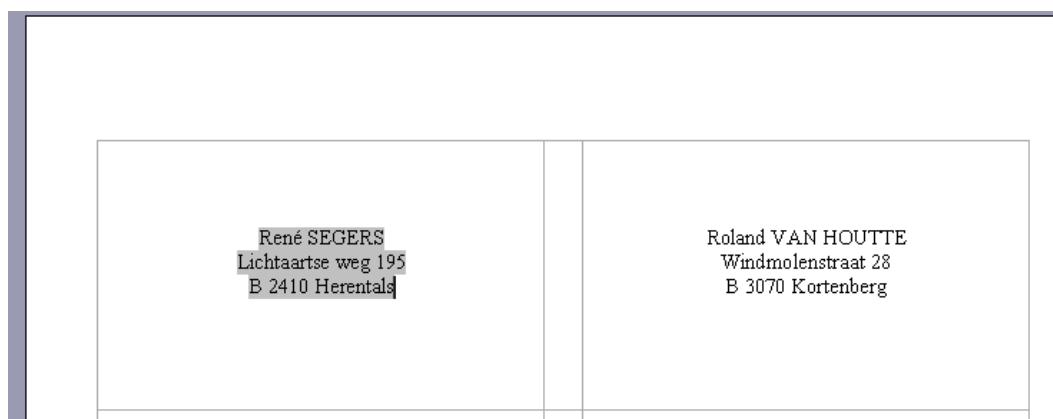 René SEGERS
Lichtaartse weg 195
B 2410 Herentals
Roland VAN HOUTTE
Windmolenstraat 28
B 3070 Kortenberg